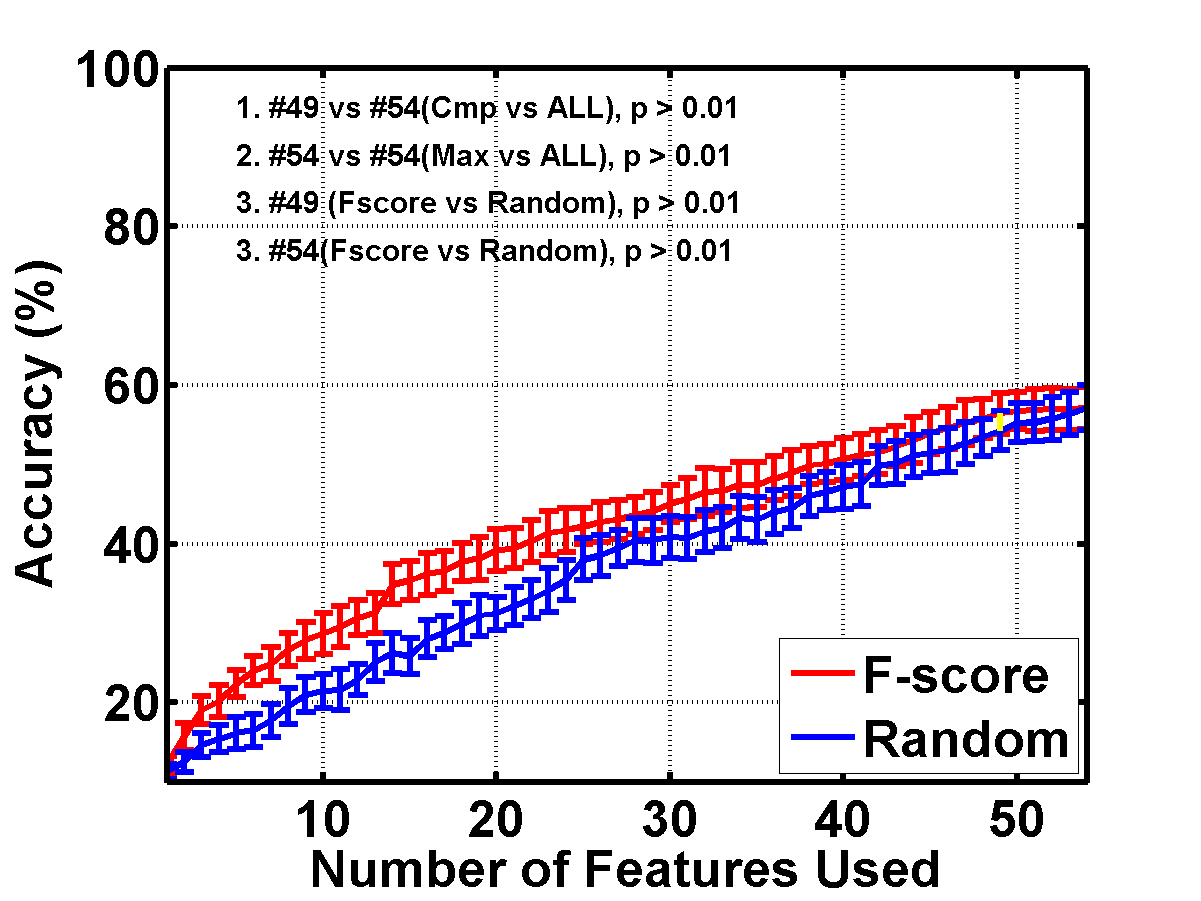 100
1. #49 vs #54(Cmp vs ALL), p > 0.01
2. #54 vs #54(Max vs ALL), p > 0.01
3. #49 (Fscore vs Random), p > 0.01
80
3. #54(Fscore vs Random), p > 0.01
Accuracy (%)
60
40
20
F-score
Random
10 20 30 40 50
Number of Features Used